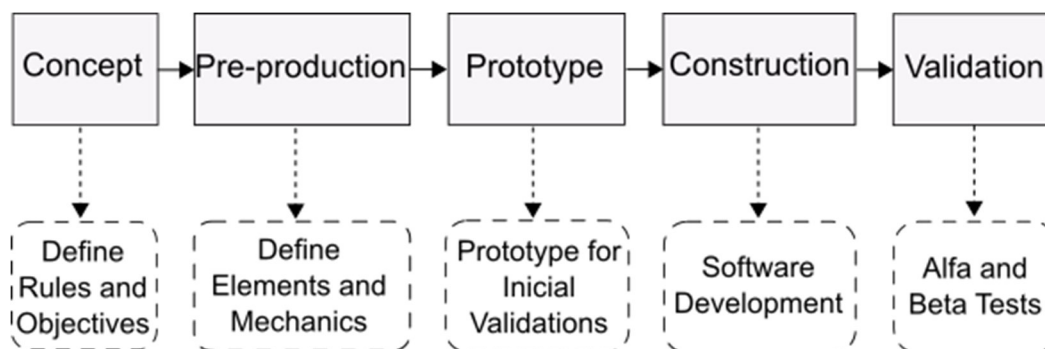 Concept
Pre-production
Prototype
Construction
Validation
Define
Rules and
Objectives
Define
Elements and
Mechanics
Prototype for
Inicial
Validations
Software
Development
Alfa and
Beta Tests